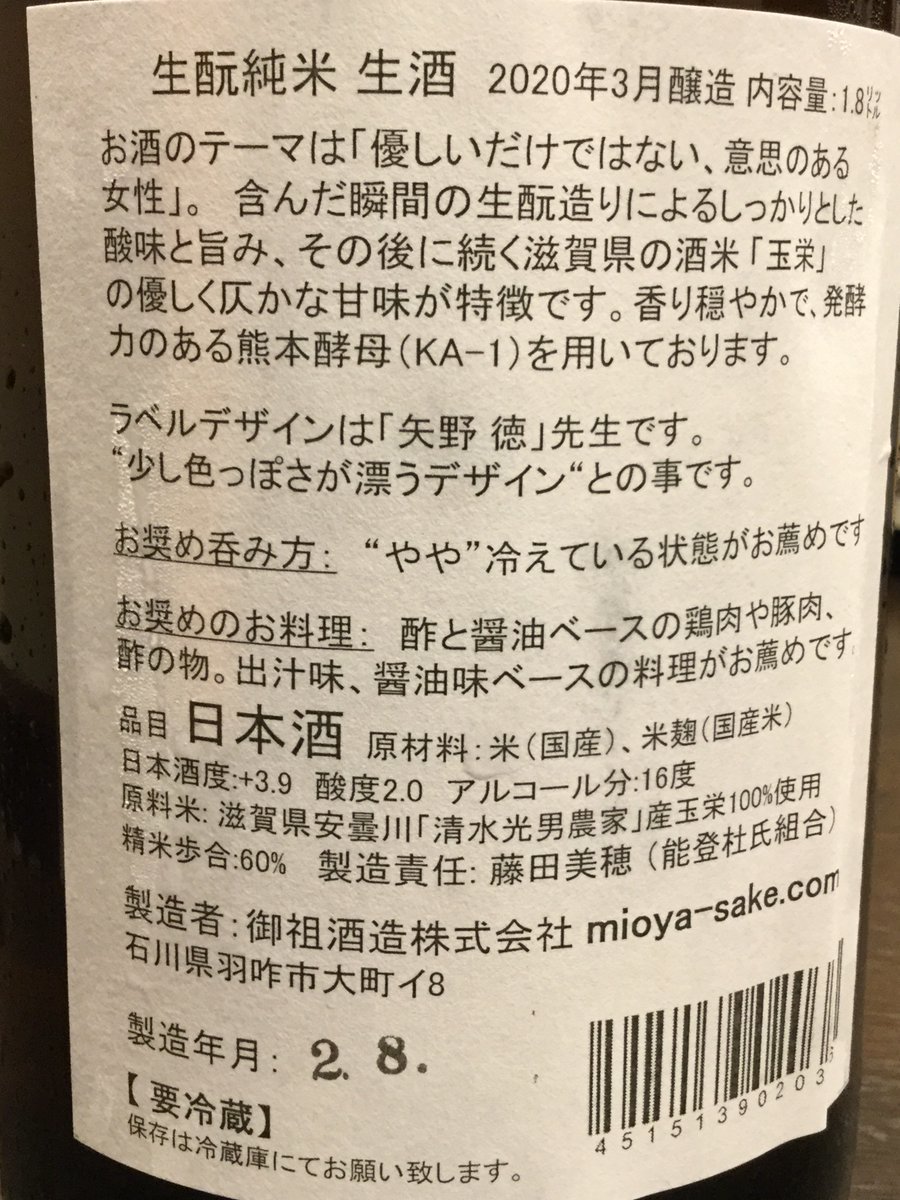 生酛純米 生酒 2020年3月醸造 内容量:1.8リットル
お酒のテーマは「優しいだけではない、意思のある
女性」。 含んだ瞬間の生酛造りによるしっかりとした
酸味と旨み、その後に続く滋賀県の酒米「玉栄」
の優しく仄かな甘味が特徴です。香り穏やかで、発酵
力のある熊本酵母(KA-1)を用いております。
ラベルデザインは「矢野 徳」先生です。
“少し色っぽさが漂うデザイン“との事です。
お奨め呑み方: “やや”冷えている状態がお薦めです
お奨めのお料理: 酢と醤油ベースの鶏肉や豚肉、
酢の物。出汁味、醤油味ベースの料理がお薦めです。
品目 日本酒 原材料:米(国産)、米麹(国産米)
日本酒度:+3.9 酸度2.0 アルコール分:16度
原料米: 滋賀県安曇川「清水光男農家」産玉栄100%使用
精米歩合:60% 製造責任: 藤田美穂 (能登杜氏組合)
製造者:御祖酒造株式会社 mioya-sake.com
石川県羽咋市大町イ8
製造年月: 2. 8.
【 要冷蔵】
保存は冷蔵庫にてお願い致します。
451513902036